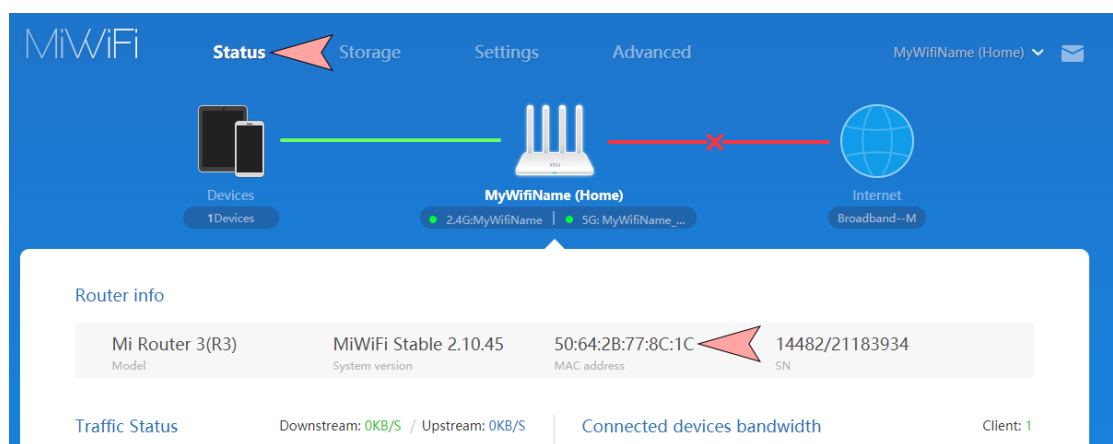 MiWiFi
Status Storage Settings Advanced MyWifiName (Home)
mi
Devices MyWifiName (Home) Internet
1Devices 2.4G:MyWifiName | 5G: MyWifiName_... Broadband--M
Router info
Mi Router 3(R3) MiWiFi Stable 2.10.45 50:64:2B:77:8C:1C 14482/21183934
Model System version MAC address SN
Traffic Status Downstream: 0KB/S / Upstream: 0KB/S Connected devices bandwidth Client: 1